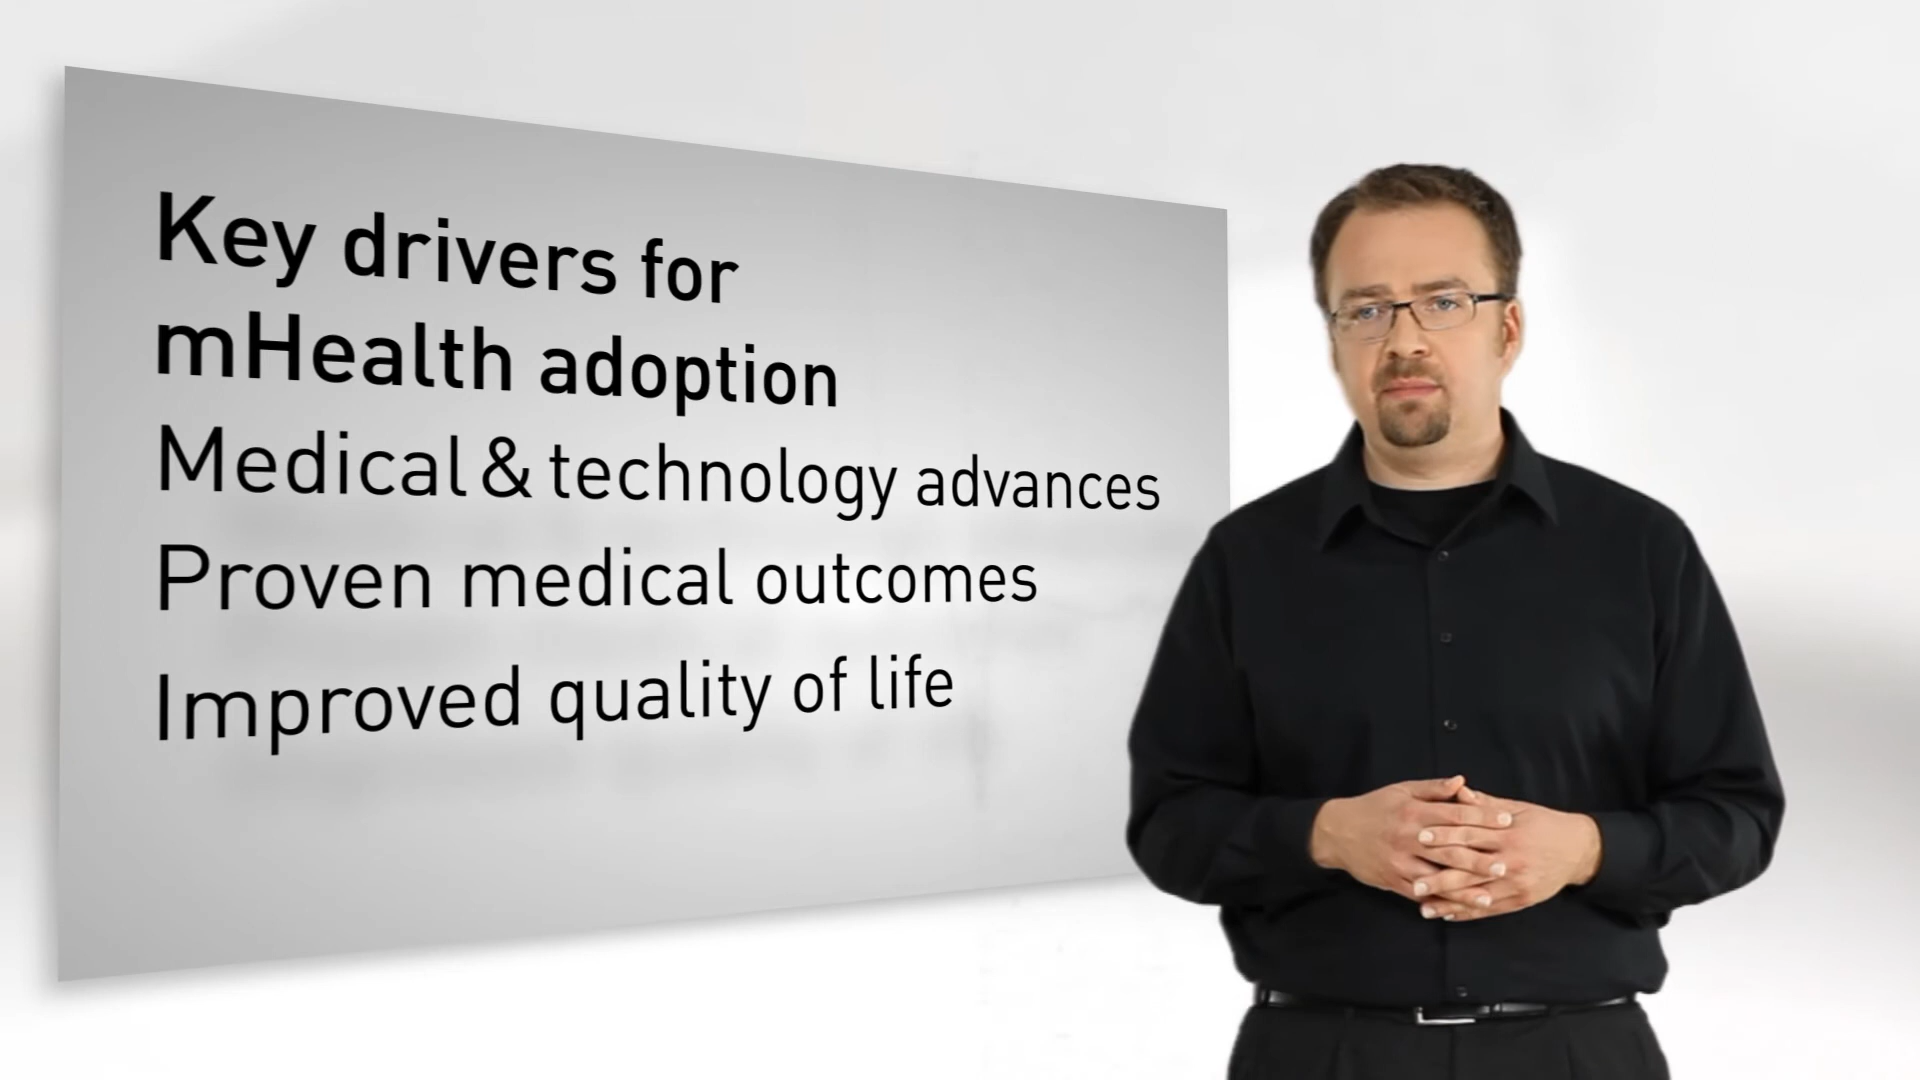 Key drivers for
mHealth adoption
Medical & technology advances
Proven medical outcomes
Improved quality of life